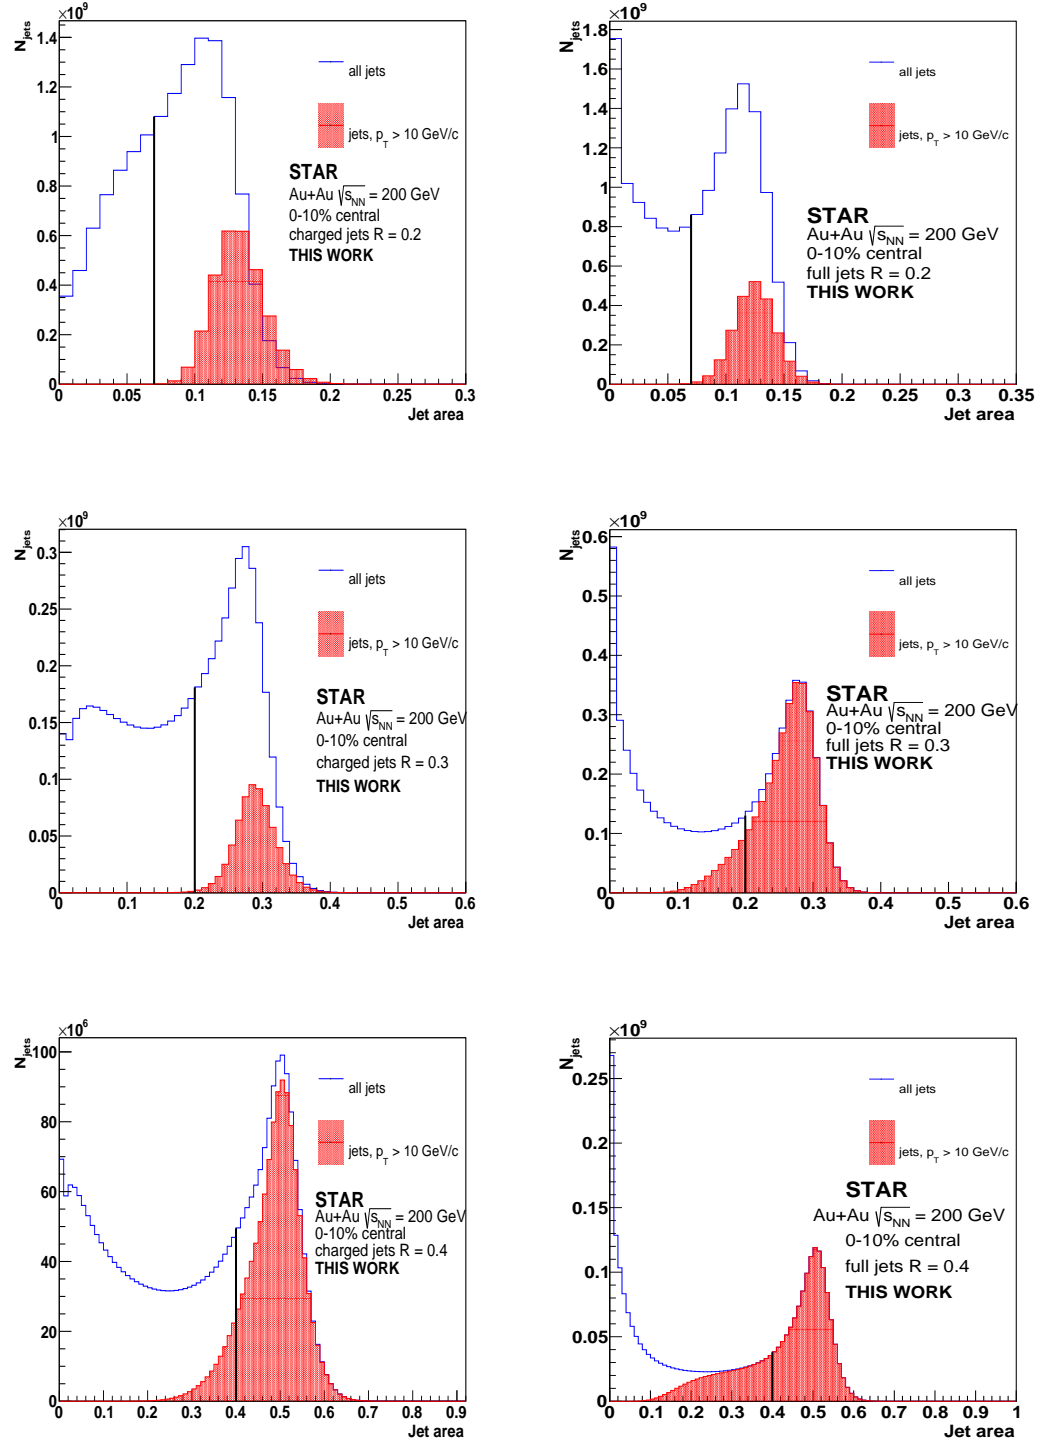 ×10⁹
N_jets
1.4
1.2
1
0.8
0.6
0.4
0.2
0
0 0.05 0.1 0.15 0.2 0.25 0.3
Jet area
all jets
jets, p_T > 10 GeV/c
STAR
Au+Au √s_NN = 200 GeV
0-10% central
charged jets R = 0.2
THIS WORK
×10⁹
N_jets
1.8
1.6
1.4
1.2
1
0.8
0.6
0.4
0.2
0
0 0.05 0.1 0.15 0.2 0.25 0.3 0.35
Jet area
all jets
jets, p_T > 10 GeV/c
STAR
Au+Au √s_NN = 200 GeV
0-10% central
full jets R = 0.2
THIS WORK
×10⁹
N_jets
0.3
0.25
0.2
0.15
0.1
0.05
0
0 0.1 0.2 0.3 0.4 0.5 0.6
Jet area
all jets
jets, p_T > 10 GeV/c
STAR
Au+Au √s_NN = 200 GeV
0-10% central
charged jets R = 0.3
THIS WORK
×10⁹
N_jets
0.6
0.5
0.4
0.3
0.2
0.1
0
0 0.1 0.2 0.3 0.4 0.5 0.6
Jet area
all jets
jets, p_T > 10 GeV/c
STAR
Au+Au √s_NN = 200 GeV
0-10% central
full jets R = 0.3
THIS WORK
×10⁶
N_jets
100
80
60
40
20
0
0 0.1 0.2 0.3 0.4 0.5 0.6 0.7 0.8 0.9
Jet area
all jets
jets, p_T > 10 GeV/c
STAR
Au+Au √s_NN = 200 GeV
0-10% central
charged jets R = 0.4
THIS WORK
×10⁹
N_jets
0.25
0.2
0.15
0.1
0.05
0
0 0.1 0.2 0.3 0.4 0.5 0.6 0.7 0.8 0.9 1
Jet area
all jets
jets, p_T > 10 GeV/c
STAR
Au+Au √s_NN = 200 GeV
0-10% central
full jets R = 0.4
THIS WORK